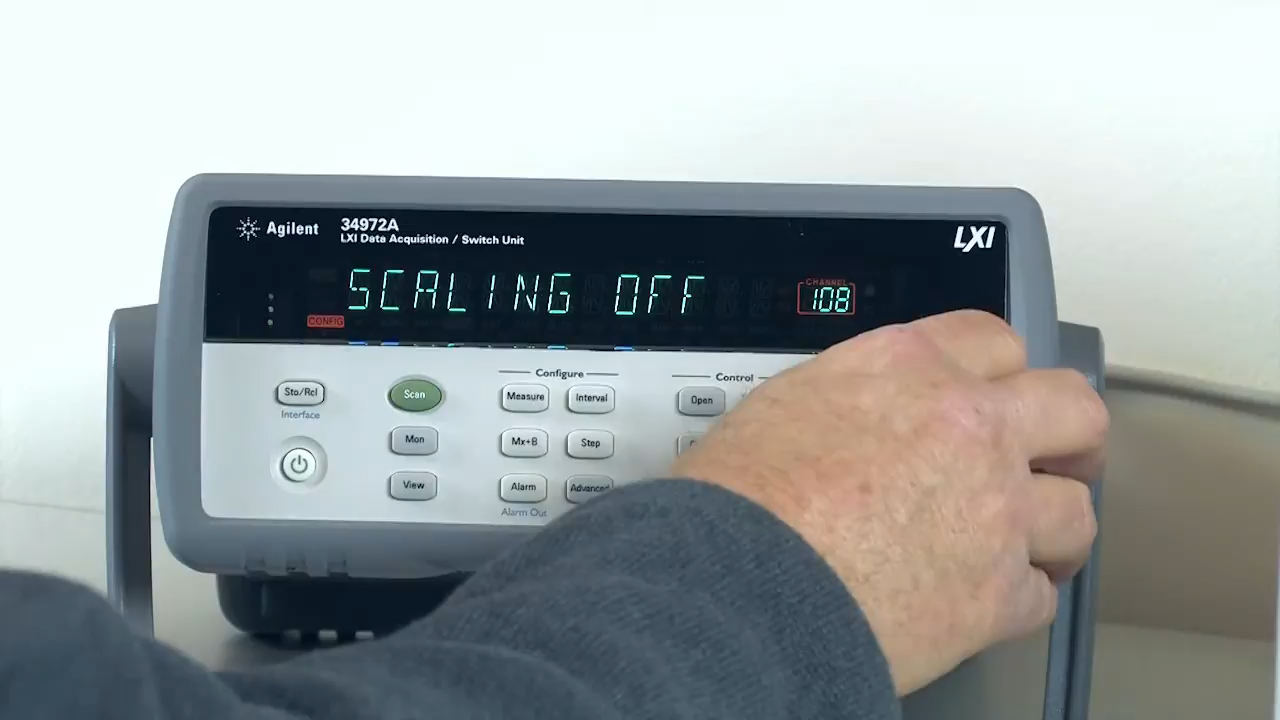 Agilent
34972A
LXI Data Acquisition / Switch Unit
LXI
SCALING OFF
CHANNEL
108
CONFIG
Configure
Control
Sto/Rcl
Interface
Scan
Measure
Interval
Open
Mon
Mx+B
Step
View
Alarm
Advanced
Alarm Out